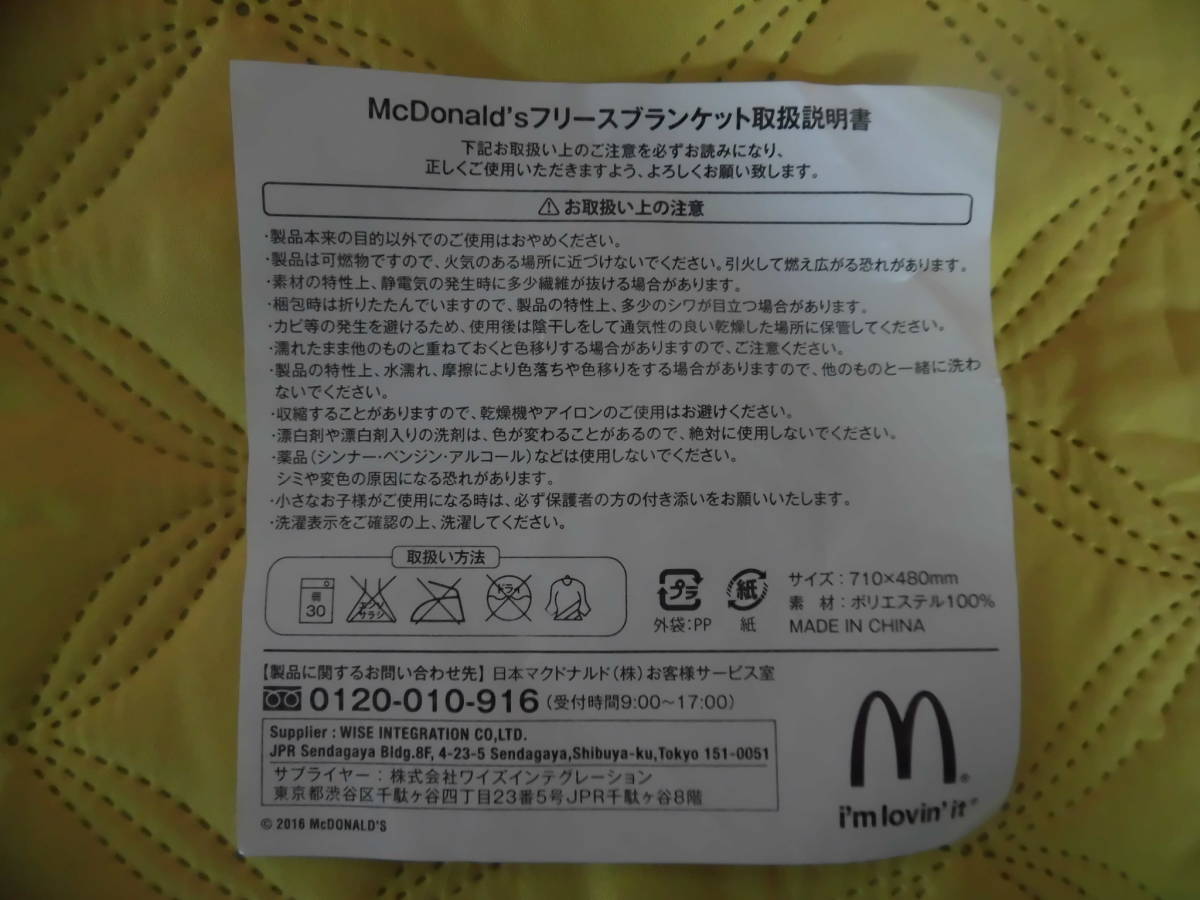 McDonald'sフリースブランケット取扱説明書
下記お取扱い上のご注意を必ずお読みになり、
正しくご使用いただきますよう、よろしくお願い致します。
⚠お取扱い上の注意
・製品本来の目的以外でのご使用はおやめください。
・製品は可燃物ですので、火気のある場所に近づけないでください。引火して燃え広がる恐れがあります。
・素材の特性上、静電気の発生時に多少繊維が抜ける場合があります。
・梱包時は折りたたんでいますので、製品の特性上、多少のシワが目立つ場合があります。
・カビ等の発生を避けるため、使用後は陰干しをして通気性の良い乾燥した場所に保管してください。
・濡れたまま他のものと重ねておくと色移りする場合がありますので、ご注意ください。
・製品の特性上、水濡れ、摩擦により色落ちや色移りをする場合がありますので、他のものと一緒に洗わ
ないでください。
・収縮することがありますので、乾燥機やアイロンのご使用はお避けください。
・漂白剤や漂白剤入りの洗剤は、色が変わることがあるので、絶対に使用しないでください。
・薬品(シンナー・ベンジン・アルコール)などは使用しないでください。
シミや変色の原因になる恐れがあります。
・小さなお子様がご使用になる時は、必ず保護者の方の付き添いをお願いいたします。
・洗濯表示をご確認の上、洗濯してください。
取扱い方法
弱
30
エンソ
サラシ
ドライ
プラ
外袋:PP
紙
紙
サイズ:710×480mm
素 材:ポリエステル100%
MADE IN CHINA
【製品に関するお問い合わせ先】日本マクドナルド(株)お客様サービス室
0120-010-916(受付時間9:00~17:00)
Supplier : WISE INTEGRATION CO,LTD.
JPR Sendagaya Bldg.8F, 4-23-5 Sendagaya,Shibuya-ku,Tokyo 151-0051
サプライヤー:株式会社ワイズインテグレーション
東京都渋谷区千駄ヶ谷四丁目23番5号JPR千駄ヶ谷8階
© 2016 McDONALD'S
M®
i'm lovin' it®